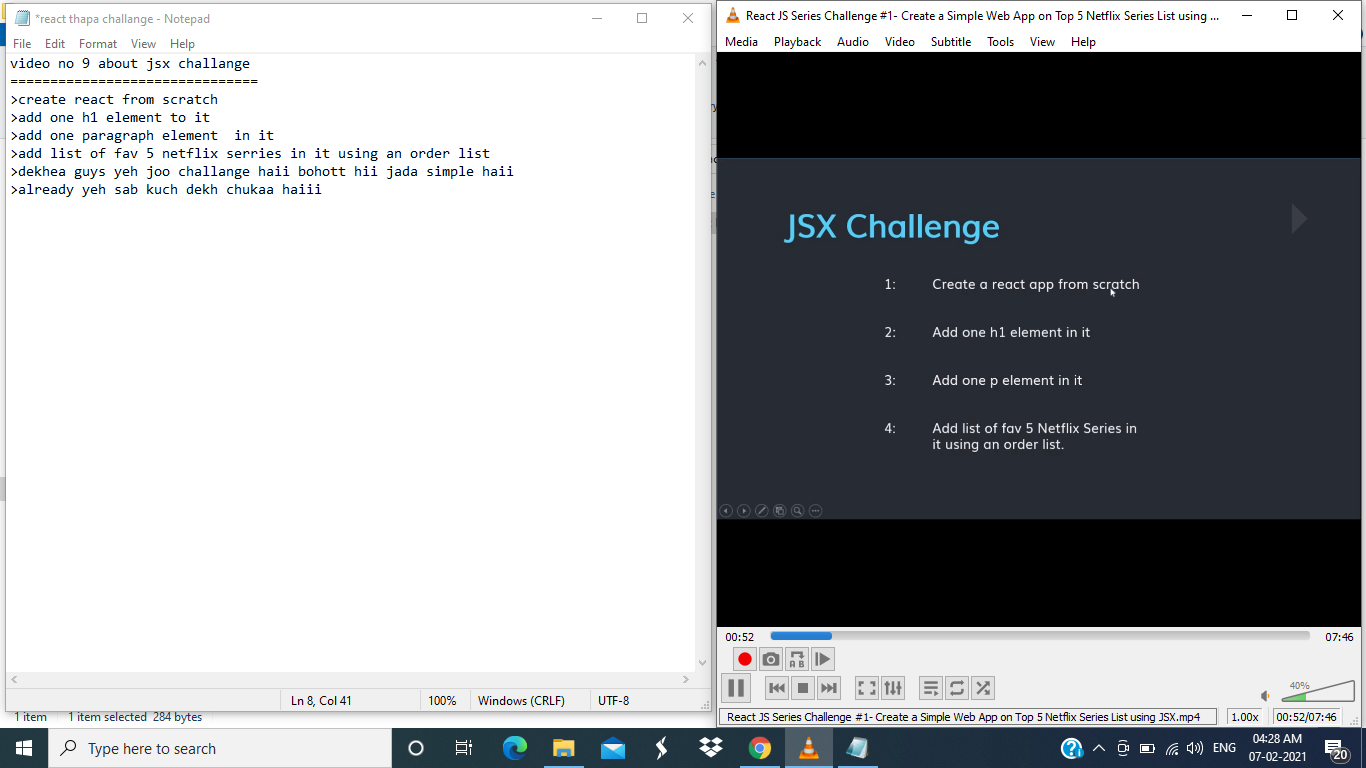 *react thapa challange - Notepad
File Edit Format View Help
video no 9 about jsx challange
===============================
>create react from scratch
>add one h1 element to it
>add one paragraph element  in it
>add list of fav 5 netflix serries in it using an order list
>dekhea guys yeh joo challange haii bohott hii jada simple haii
>already yeh sab kuch dekh chukaa haiii
Ln 8, Col 41 100% Windows (CRLF) UTF-8
1 item 1 item selected 284 bytes
React JS Series Challenge #1- Create a Simple Web App on Top 5 Netflix Series List using ...
Media Playback Audio Video Subtitle Tools View Help
JSX Challenge
1: Create a react app from scratch
2: Add one h1 element in it
3: Add one p element in it
4: Add list of fav 5 Netflix Series in
it using an order list.
00:52 07:46
A B
40%
React JS Series Challenge #1- Create a Simple Web App on Top 5 Netflix Series List using JSX.mp4 1.00x 00:52/07:46
Type here to search
ENG
04:28 AM
07-02-2021
20